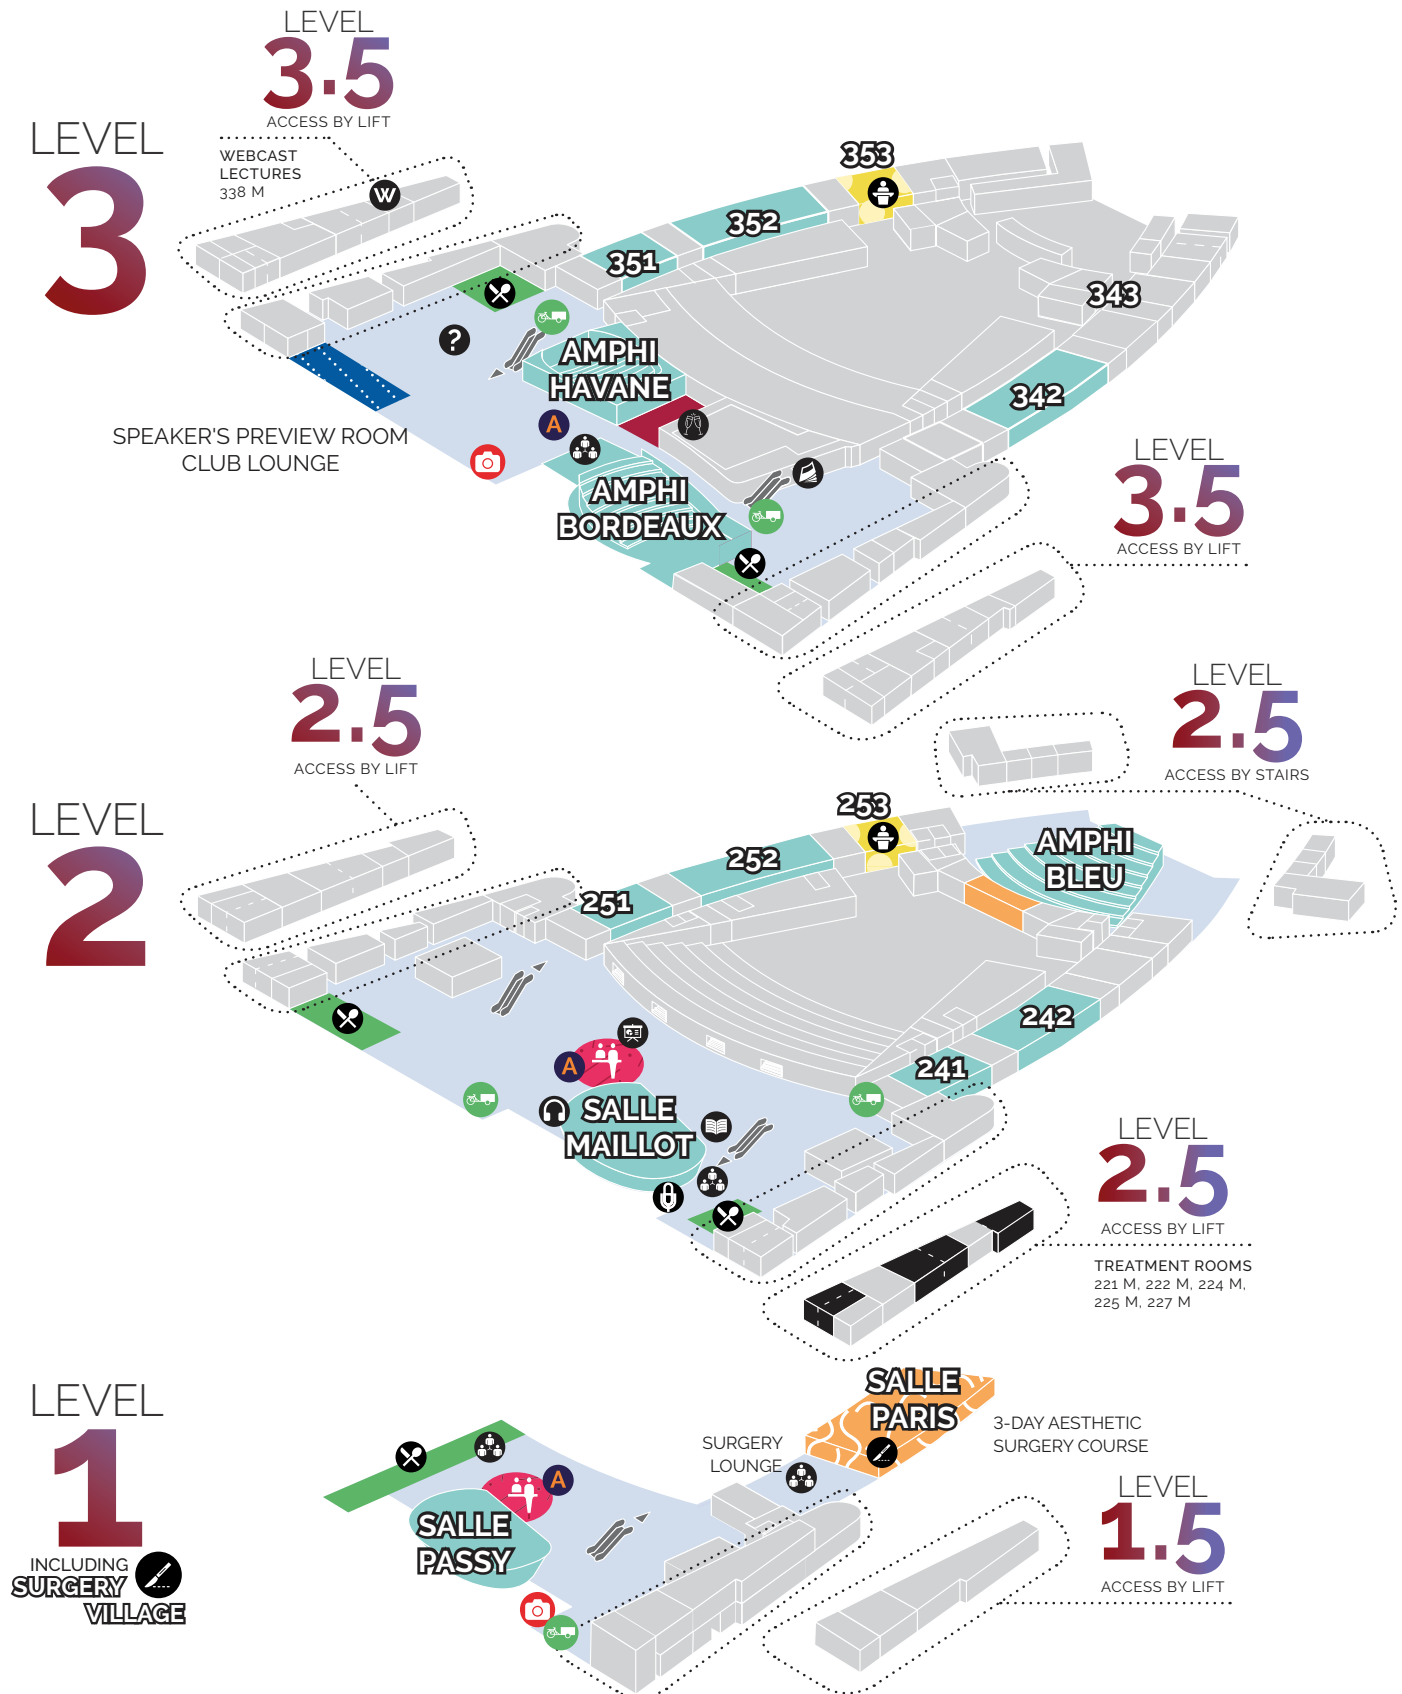 LEVEL
3.5
ACCESS BY LIFT
WEBCAST
LECTURES
338 M
W
LEVEL
3
353
352
351
343
342
?
AMPHI
HAVANE
A
SPEAKER'S PREVIEW ROOM
CLUB LOUNGE
AMPHI
BORDEAUX
LEVEL
3.5
ACCESS BY LIFT
LEVEL
2.5
ACCESS BY LIFT
LEVEL
2.5
ACCESS BY STAIRS
LEVEL
2
253
252
251
AMPHI
BLEU
242
241
A
SALLE
MAILLOT
LEVEL
2.5
ACCESS BY LIFT
TREATMENT ROOMS
221 M, 222 M, 224 M,
225 M, 227 M
LEVEL
1
INCLUDING
SURGERY
VILLAGE
SALLE
PARIS
3-DAY AESTHETIC
SURGERY COURSE
SURGERY
LOUNGE
A
SALLE
PASSY
LEVEL
1.5
ACCESS BY LIFT